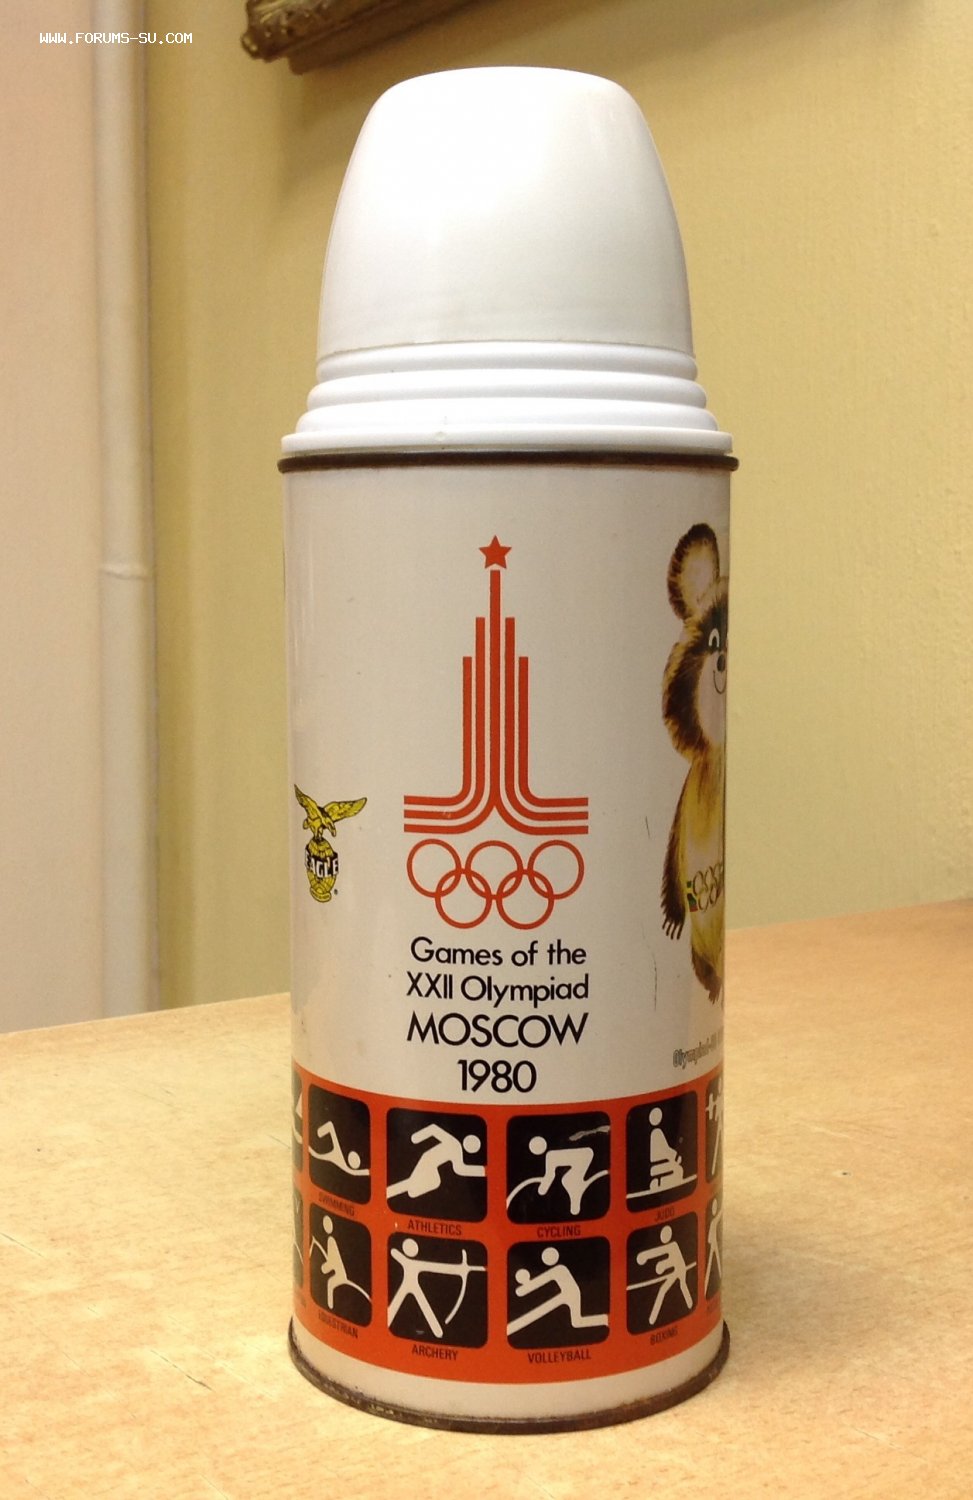 WWW.FORUMS-SU.COM
EAGLE
Games of the
XXII Olympiad
MOSCOW
1980
SWIMMING
ATHLETICS
CYCLING
JUDO
EQUESTRIAN
ARCHERY
VOLLEYBALL
BOXING